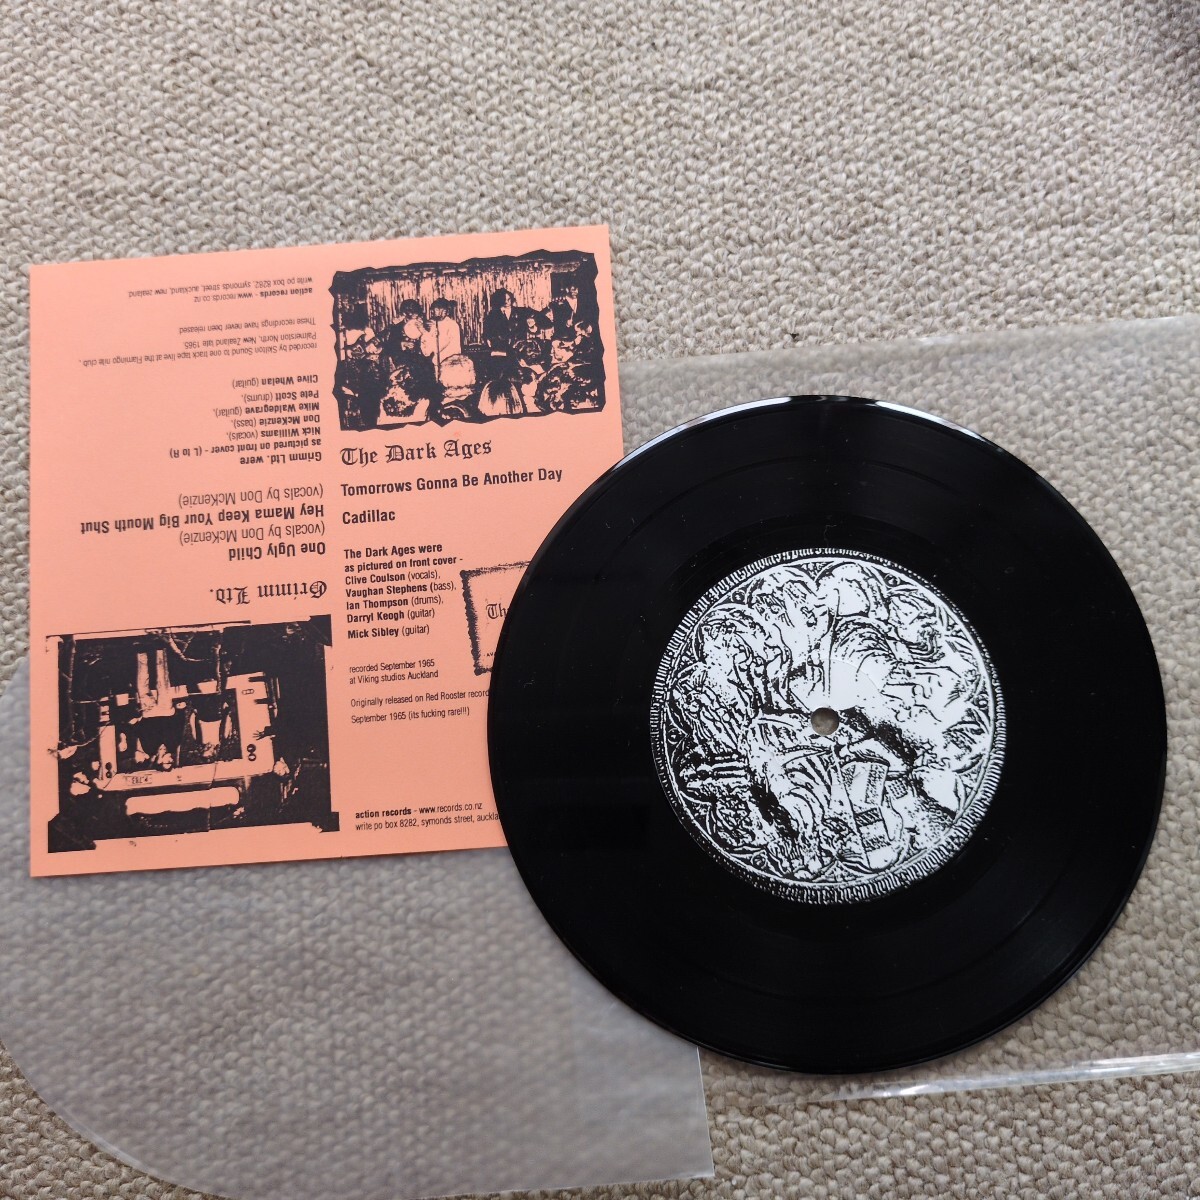 The Dark Ages
Tomorrows Gonna Be Another Day
Cadillac
The Dark Ages were
as pictured on front cover -
Clive Coulson (vocals),
Vaughan Stephens (bass),
Ian Thompson (drums),
Darryl Keogh (guitar)
Mick Sibley (guitar)
recorded September 1965
at Viking studios Auckland
Originally released on Red Rooster record
September 1965 (its fucking rare!!!)
action records - www.records.co.nz
write po box 8282, symonds street, auckla
Grimm Ltd.
One Ugly Child
(vocals by Don McKenzie)
Hey Mama Keep Your Big Mouth Shut
(vocals by Don McKenzie)
Grimm Ltd. were
as pictured on front cover - (L to R)
Nick Williams (vocals),
Don McKenzie (bass),
Mike Waldegrave (guitar),
Pete Scott (drums),
Clive Whelan (guitar)
recorded by Skelton Sound to one track tape live at the Flamingo nite club,
Palmerston North, New Zealand late 1965.
These recordings have never been released
action records - www.records.co.nz
write po box 8282, symonds street, auckland, new zealand